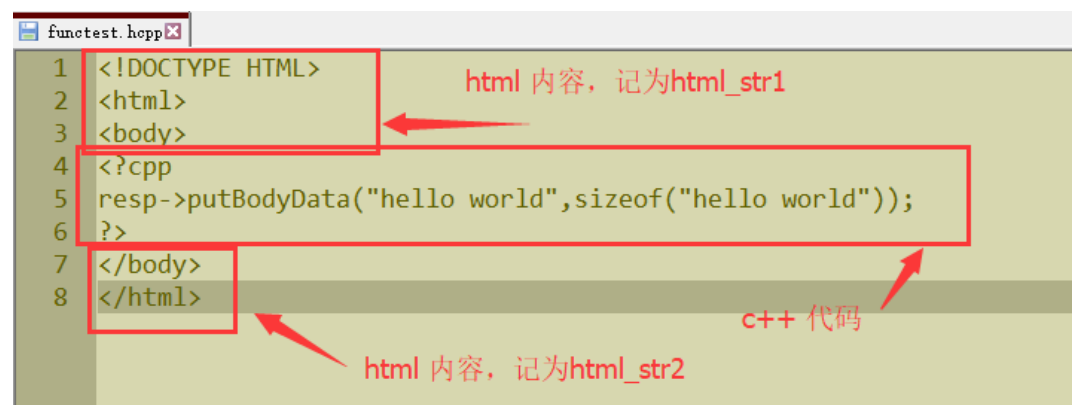 functest.hcpp
1 <!DOCTYPE HTML>
html 内容，记为html_str1
2 <html>
3 <body>
4 <?cpp
5 resp->putBodyData("hello world",sizeof("hello world"));
6 ?>
7 </body>
8 </html>
c++ 代码
html 内容，记为html_str2